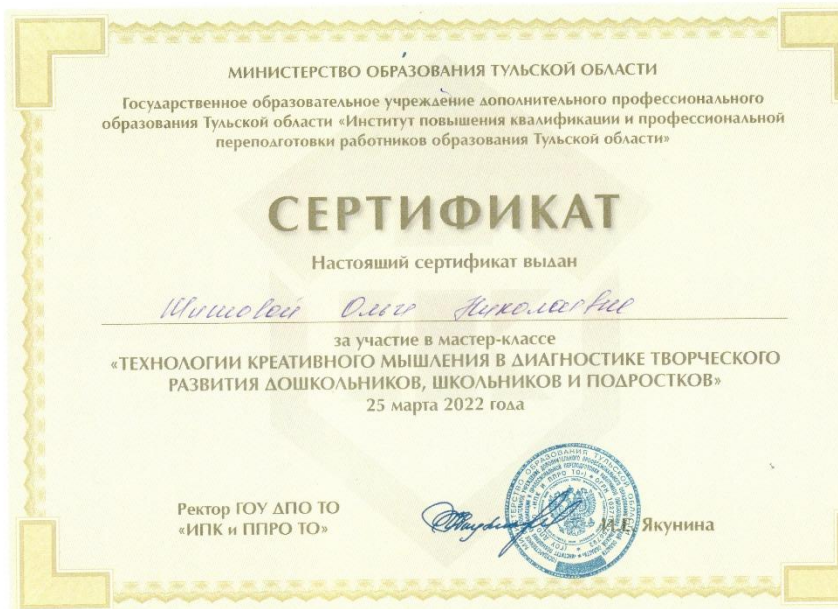 МИНИСТЕРСТВО ОБРАЗОВАНИЯ ТУЛЬСКОЙ ОБЛАСТИ
Государственное образовательное учреждение дополнительного профессионального
образования Тульской области «Институт повышения квалификации и профессиональной
переподготовки работников образования Тульской области»
СЕРТИФИКАТ
Настоящий сертификат выдан
Ольге Николаевне
за участие в мастер-классе
«ТЕХНОЛОГИИ КРЕАТИВНОГО МЫШЛЕНИЯ В ДИАГНОСТИКЕ ТВОРЧЕСКОГО
РАЗВИТИЯ ДОШКОЛЬНИКОВ, ШКОЛЬНИКОВ И ПОДРОСТКОВ»
25 марта 2022 года
Ректор ГОУ ДПО ТО
«ИПК и ППРО ТО»
И.Е. Якунина